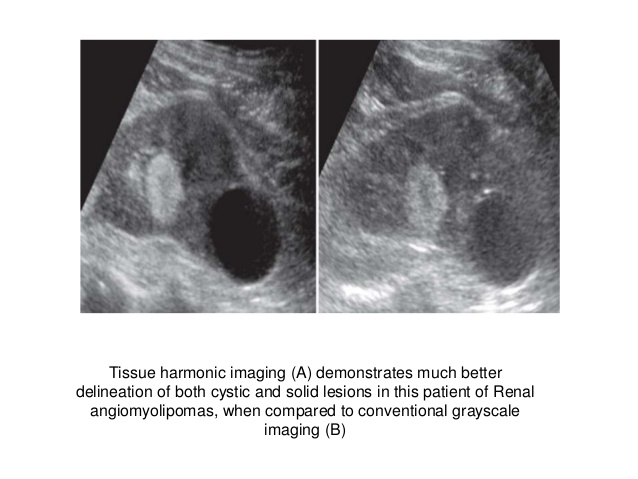 Tissue harmonic imaging (A) demonstrates much better
delineation of both cystic and solid lesions in this patient of Renal
angiomyolipomas, when compared to conventional grayscale
imaging (B)